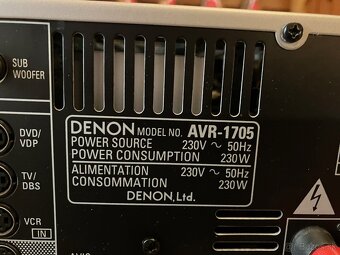 SUB
WOOFER
DENON MODEL NO. AVR-1705
POWER SOURCE 230V ~ 50Hz
POWER CONSUMPTION 230W
ALIMENTATION 230V ~ 50Hz
CONSOMMATION 230W
DENON, Ltd.
DVD/
VDP
TV/
DBS
VCR
IN